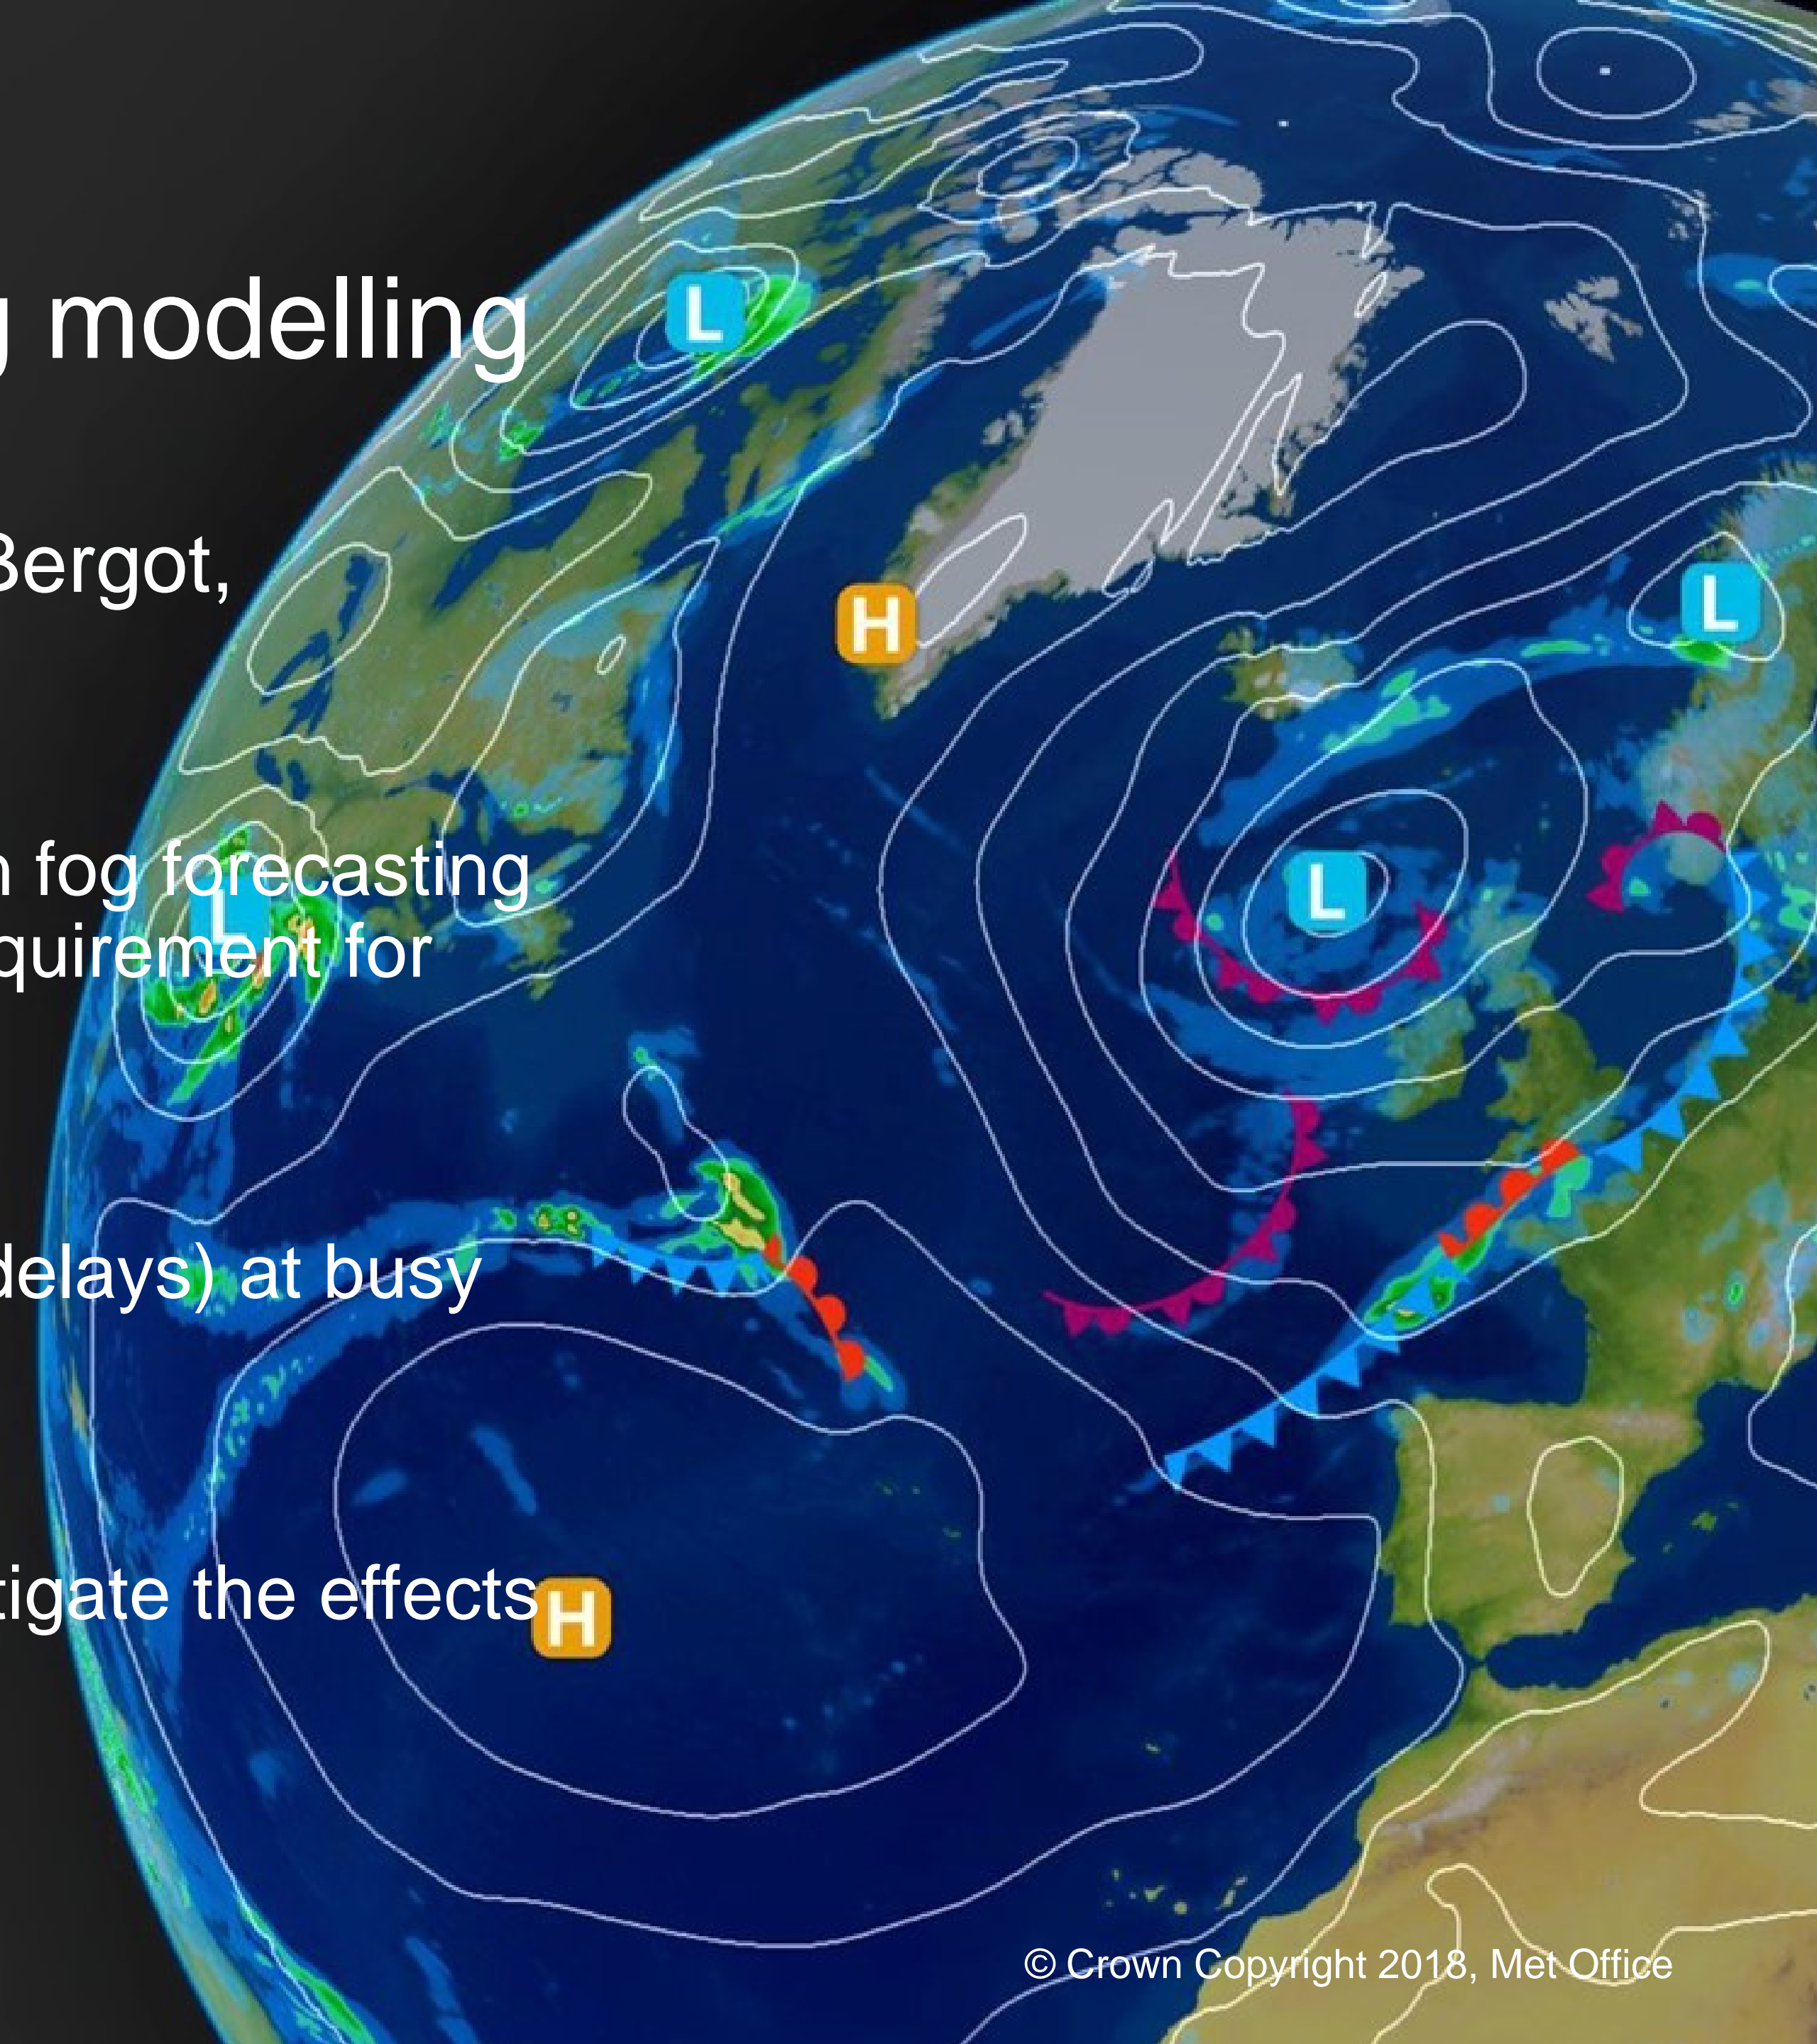 L
modelling
Bergot,
H
L
fog forecasting
L
L
quirement for
delays) at busy
tigate the effects
H
© Crown Copyright 2018, Met Office